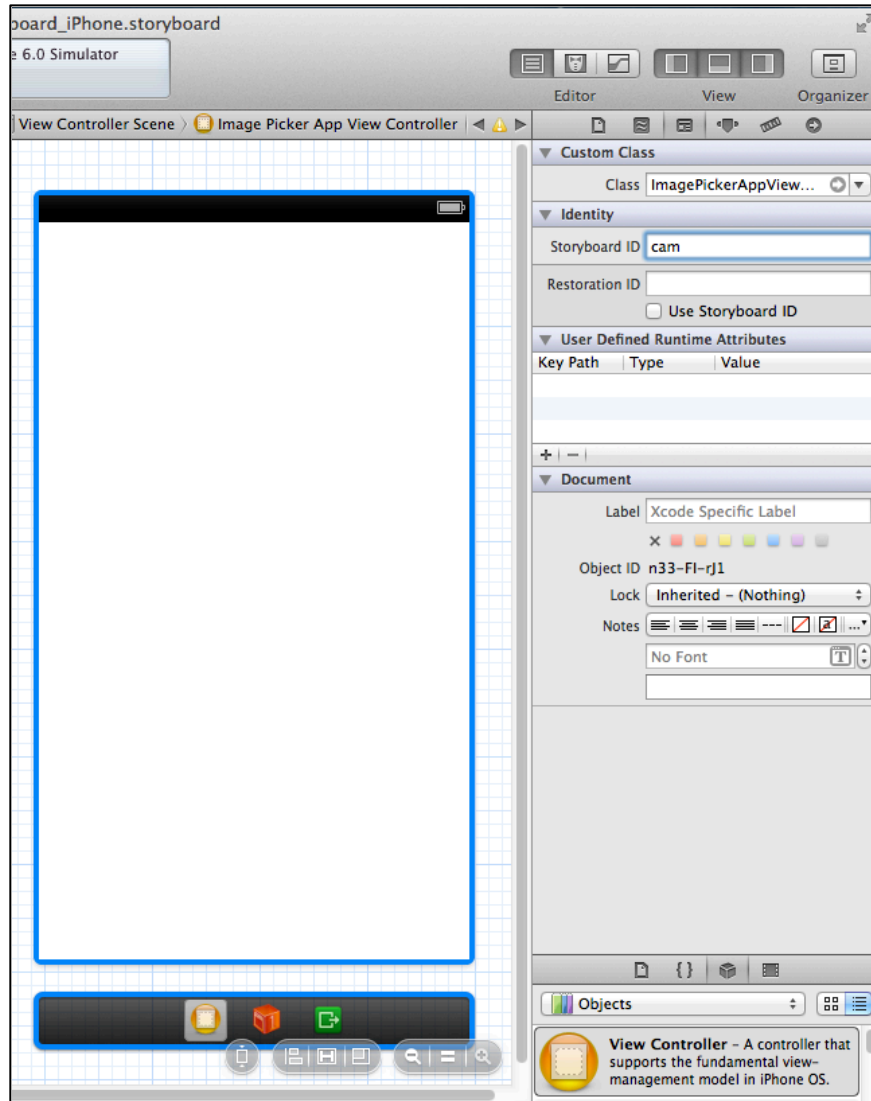 board_iPhone.storyboard
e 6.0 Simulator
Editor View Organizer
View Controller Scene 〉 Image Picker App View Controller
Custom Class
Class ImagePickerAppView...
Identity
Storyboard ID cam
Restoration ID
Use Storyboard ID
User Defined Runtime Attributes
Key Path Type Value
+ −
Document
Label Xcode Specific Label
×
Object ID n33-FI-rJ1
Lock Inherited - (Nothing)
Notes ---  a ...
No Font T
{ }
Objects
View Controller - A controller that
supports the fundamental view-
management model in iPhone OS.